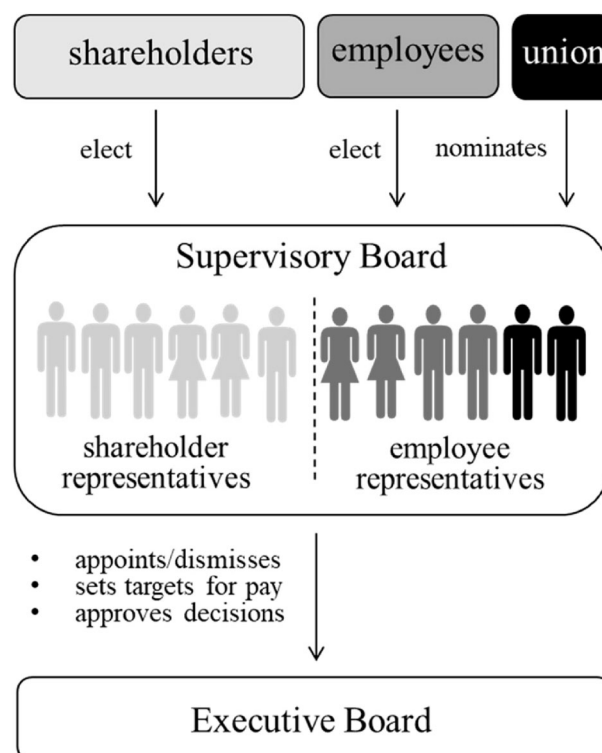 shareholders
employees
union
elect
elect
nominates
Supervisory Board
shareholder
representatives
employee
representatives
• appoints/dismisses
• sets targets for pay
• approves decisions
Executive Board